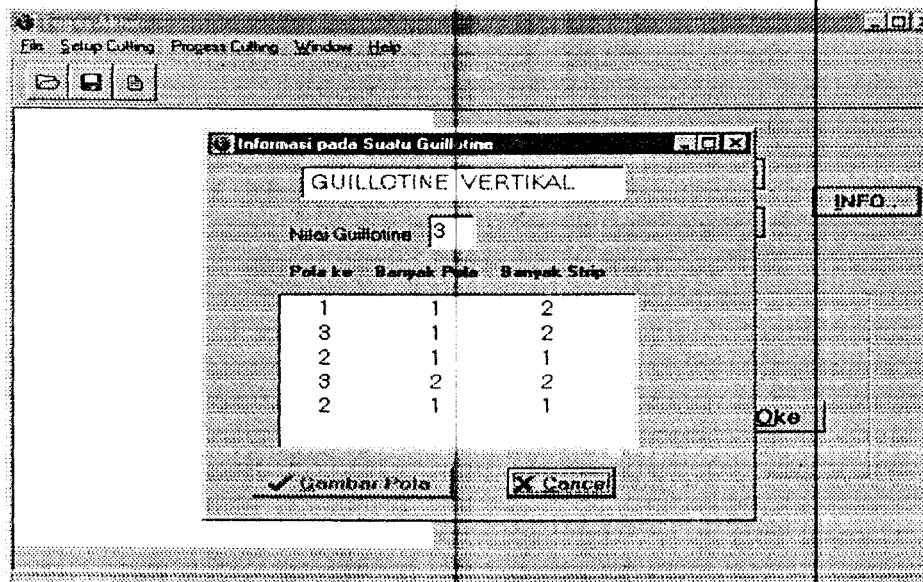 File Setup Cutting Progess Cutting Window Help
Informasi pada Suatu Guillotine
GUILLOTINE VERTIKAL
INFO..
Nilai Guillotine 3
Pola ke Banyak Pola Banyak Strip
1 1 2
3 1 2
2 1 1
3 2 2
2 1 1
Oke
Gambar Pola Cancel